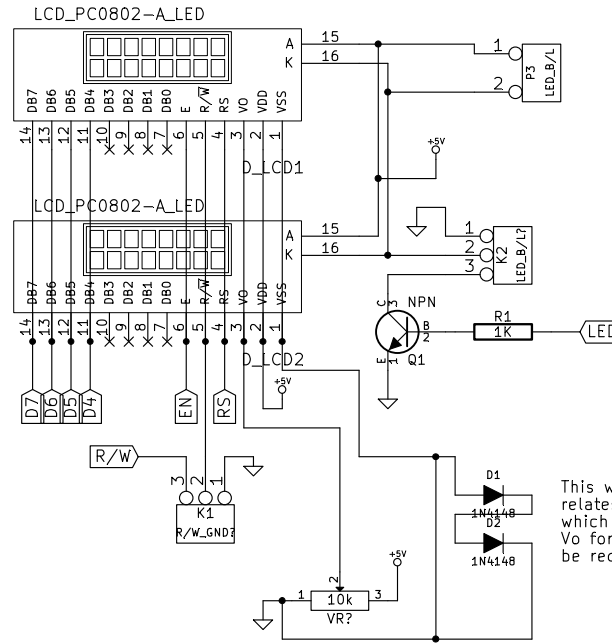 LCD_PC0802-A_LED
A 15
K 16
DB7 DB6 DB5 DB4 DB3 DB2 DB1 DB0 E R/W RS VO VDD VSS
14 13 12 11 10 9 8 7 6 5 4 3 2 1
D_LCD1
1
2
P3
LED_B/L
+5V
LCD_PC0802-A_LED
A 15
K 16
DB7 DB6 DB5 DB4 DB3 DB2 DB1 DB0 E R/W RS VO VDD VSS
14 13 12 11 10 9 8 7 6 5 4 3 2 1
D_LCD2
1
2
3
K2
LED_B/L?
NPN
C 3
B 2
E 1
Q1
R1
1K
LED
+5V
D7 D6 D5 D4 EN RS
R/W
3 2 1
K1
R/W_GND?
D1
1N4148
D2
1N4148
+5V
2
1 10k 3
VR?
This w
relates
which
Vo for
be rec